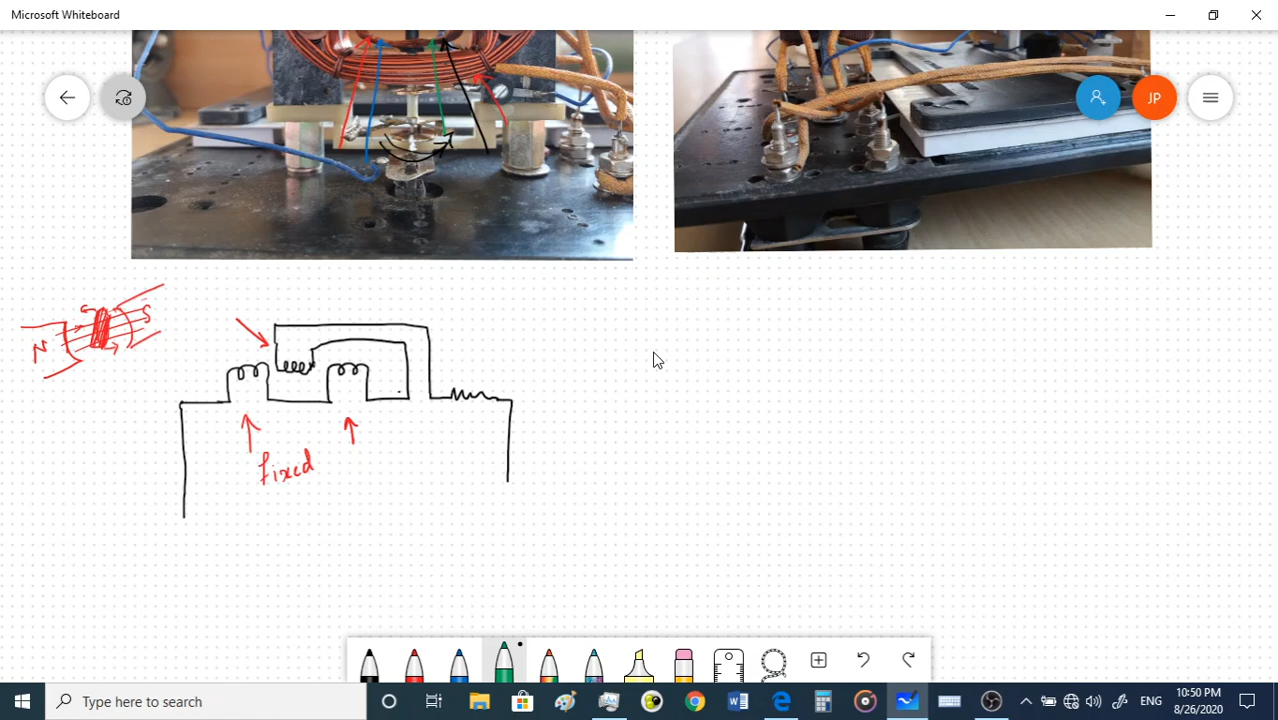 Microsoft Whiteboard
JP
N
S
fixed
Type here to search
ENG
10:50 PM
8/26/2020